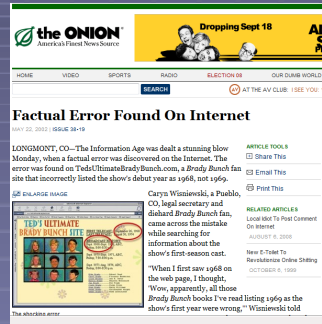 the ONION
America's Finest News Source
Dropping Sept 18
HOME VIDEO SPORTS RADIO ELECTION 08 OUR DUMB WORLD
SEARCH
AV AT THE AV CLUB: I SEE YOU:
Factual Error Found On Internet
MAY 22, 2002 | ISSUE 38•19
LONGMONT, CO—The Information Age was dealt a stunning blow
Monday, when a factual error was discovered on the Internet. The
error was found on TedsUltimateBradyBunch.com, a Brady Bunch fan
site that incorrectly listed the show's debut year as 1968, not 1969.
ENLARGE IMAGE
TED'S ULTIMATE
BRADY BUNCH SITE
The shocking error
Caryn Wisniewski, a Pueblo,
CO, legal secretary and
diehard Brady Bunch fan,
came across the mistake
while searching for
information about the
show's first-season cast.
"When I first saw 1968 on
the web page, I thought,
'Wow, apparently, all those
Brady Bunch books I've read listing 1969 as the
show's first year were wrong,'" Wisniewski told
ARTICLE TOOLS
Share This
Email This
Print This
RELATED ARTICLES
Local Idiot To Post Comment
On Internet
AUGUST 8, 2008
New E-Toilet To
Revolutionize Online Shitting
OCTOBER 6, 1999